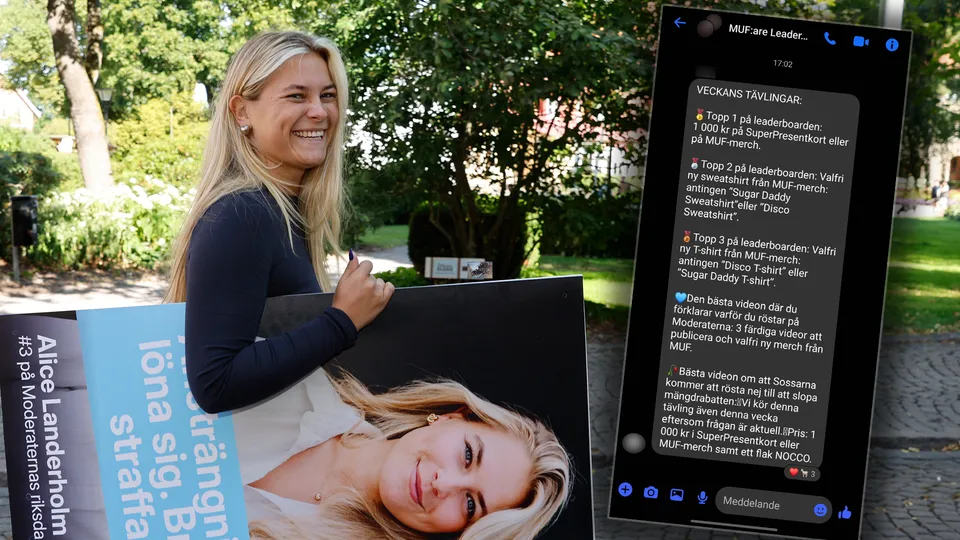 MUF:are Leader...
17:02
VECKANS TÄVLINGAR:
Topp 1 på leaderboarden:
1 000 kr på SuperPresentkort eller
på MUF-merch.
Topp 2 på leaderboarden: Valfri
ny sweatshirt från MUF-merch:
antingen "Sugar Daddy
Sweatshirt"eller "Disco
Sweatshirt".
Topp 3 på leaderboarden: Valfri
ny T-shirt från MUF-merch:
antingen "Disco T-shirt" eller
"Sugar Daddy T-shirt".
Den bästa videon där du
förklarar varför du röstar på
Moderaterna: 3 färdiga videor att
publicera och valfri ny merch från
MUF.
Bästa videon om att Sossarna
kommer att rösta nej till att slopa
mängdrabatten: Vi kör denna
tävling även denna vecka
eftersom frågan är aktuell. Pris: 1
000 kr i SuperPresentkort eller
MUF-merch samt ett flak NOCCO.
3
Meddelande
Alice Landerholm
#3 på Moderaternas riksda
löna sig. B
straffa